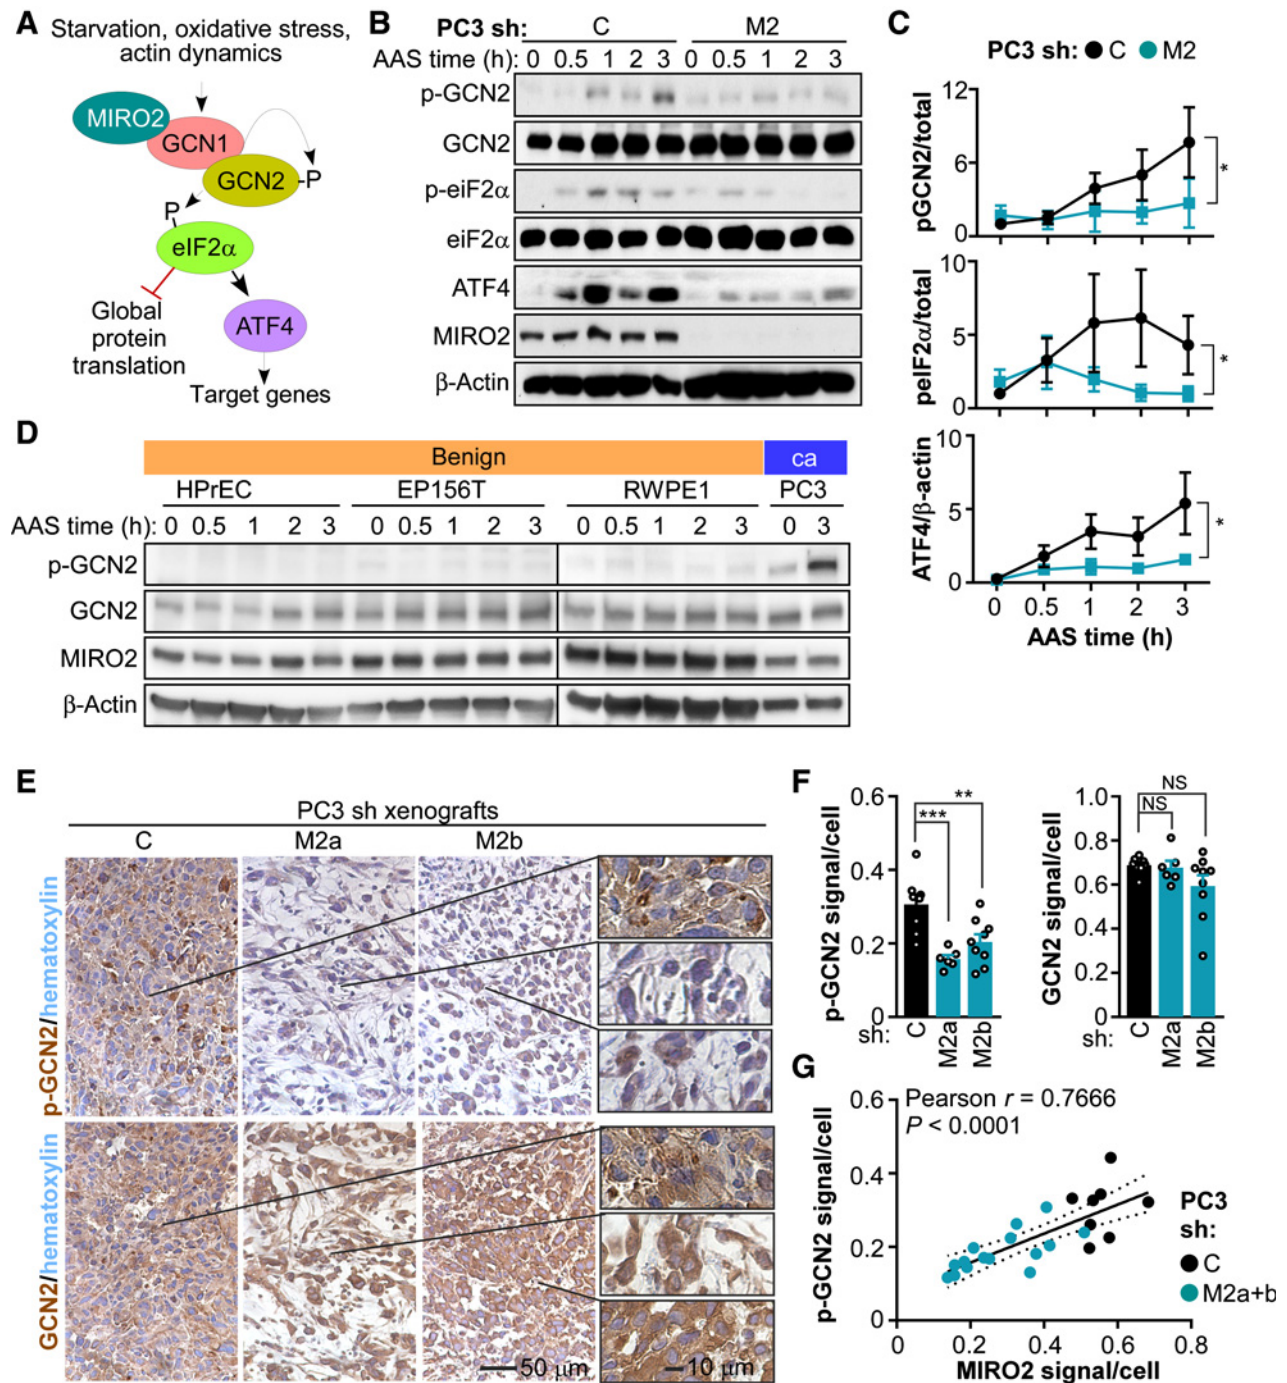 A
Starvation, oxidative stress,
actin dynamics
MIRO2
GCN1
GCN2
-P
P
eIF2α
Global
protein
translation
ATF4
Target genes
B
PC3 sh: C M2
AAS time (h): 0 0.5 1 2 3 0 0.5 1 2 3
p-GCN2
GCN2
p-eiF2α
eiF2α
ATF4
MIRO2
β-Actin
C
PC3 sh: C M2
pGCN2/total
12
6
0
*
peIF2α/total
10
5
0
*
ATF4/β-actin
10
5
0
*
0 0.5 1 2 3
AAS time (h)
D
Benign ca
HPrEC EP156T RWPE1 PC3
AAS time (h): 0 0.5 1 2 3 0 0.5 1 2 3 0 0.5 1 2 3 0 3
p-GCN2
GCN2
MIRO2
β-Actin
E
PC3 sh xenografts
C M2a M2b
p-GCN2/hematoxylin
GCN2/hematoxylin
50 μm
10 μm
F
p-GCN2 signal/cell
0.6
0.4
0.2
0
**
***
sh: C M2a M2b
GCN2 signal/cell
1.0
0.8
0.6
0.4
0.2
0
NS
NS
sh: C M2a M2b
G
Pearson r = 0.7666
P < 0.0001
p-GCN2 signal/cell
0.6
0.4
0.2
0
0 0.2 0.4 0.6 0.8
MIRO2 signal/cell
PC3
sh:
C
M2a+b